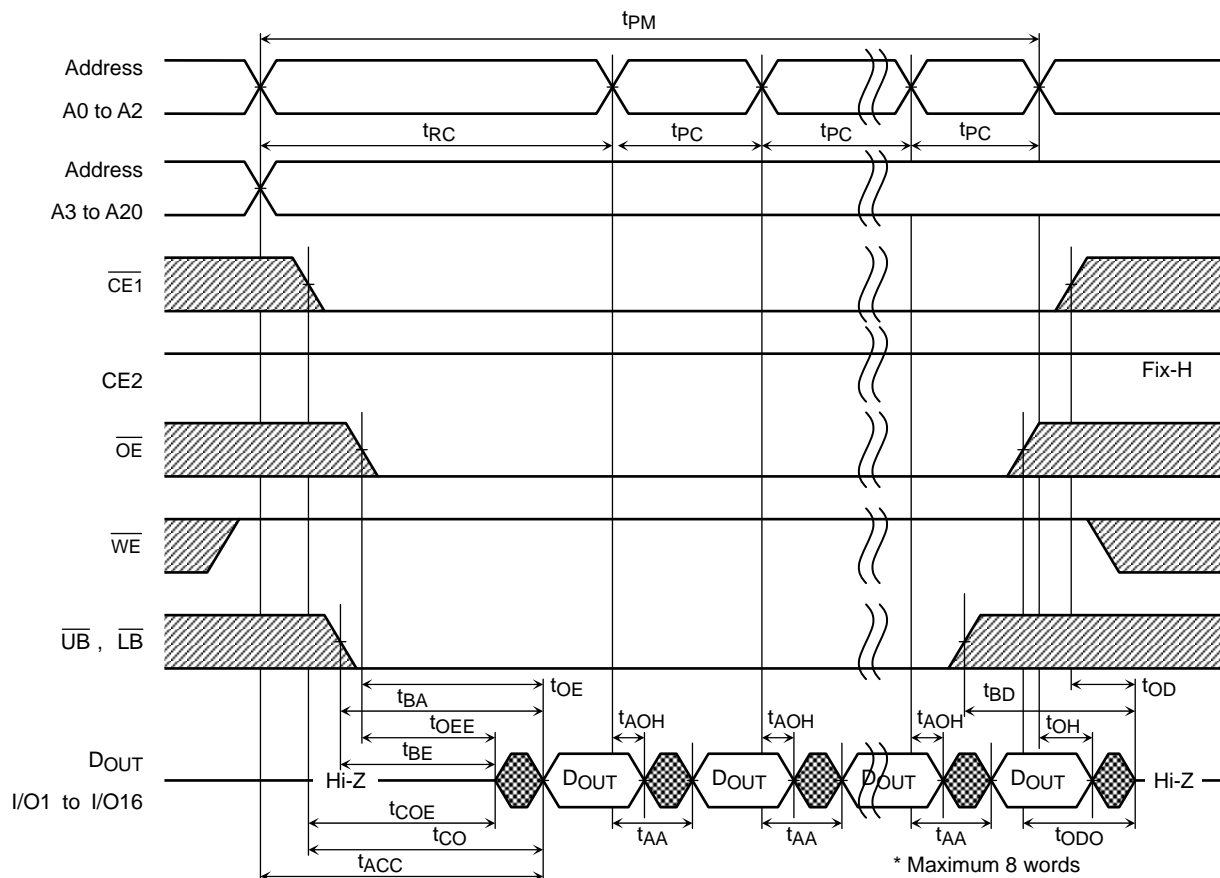 tPM
Address
A0 to A2
tRC
tPC
tPC
tPC
Address
A3 to A20
CE1
CE2
Fix-H
OE
WE
UB , LB
tOE
tOD
tBA
tBD
tOEE
tAOH
tAOH
tAOH
tOH
tBE
DOUT
I/O1 to I/O16
Hi-Z
DOUT
DOUT
DOUT
DOUT
Hi-Z
tCOE
tAA
tAA
tAA
tODO
tCO
tACC
* Maximum 8 words